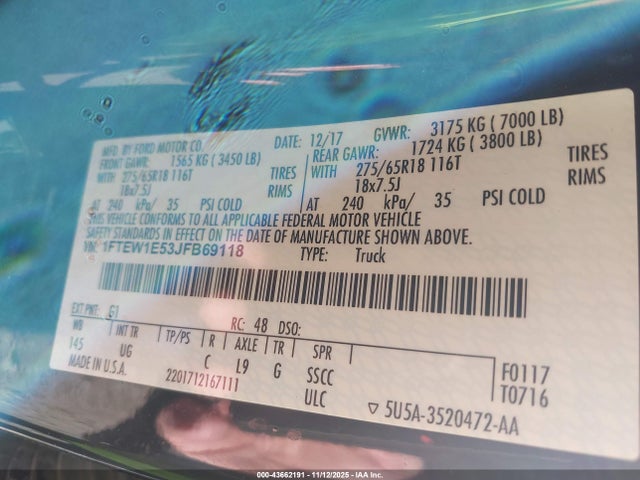 MFD. BY FORD MOTOR CO. DATE: 12/17 GVWR: 3175 KG ( 7000 LB)
FRONT GAWR: 1565 KG ( 3450 LB) REAR GAWR: 1724 KG ( 3800 LB)
WITH 275/65R18 116T TIRES WITH 275/65R18 116T TIRES
18x7.5J RIMS 18x7.5J RIMS
AT 240 kPa/ 35 PSI COLD AT 240 kPa/ 35 PSI COLD
THIS VEHICLE CONFORMS TO ALL APPLICABLE FEDERAL MOTOR VEHICLE
SAFETY STANDARDS IN EFFECT ON THE DATE OF MANUFACTURE SHOWN ABOVE.
VIN: 1FTEW1E53JFB69118 TYPE: Truck
EXT PNT: G1 RC: 48 DSO:
WB INT TR TP/PS R AXLE TR SPR
145 UG C L9 G SSCC F0117
MADE IN U.S.A. 2201712167111 ULC T0716
▽ 5U5A-3520472-AA
000-43662191 - 11/12/2025 - IAA Inc.